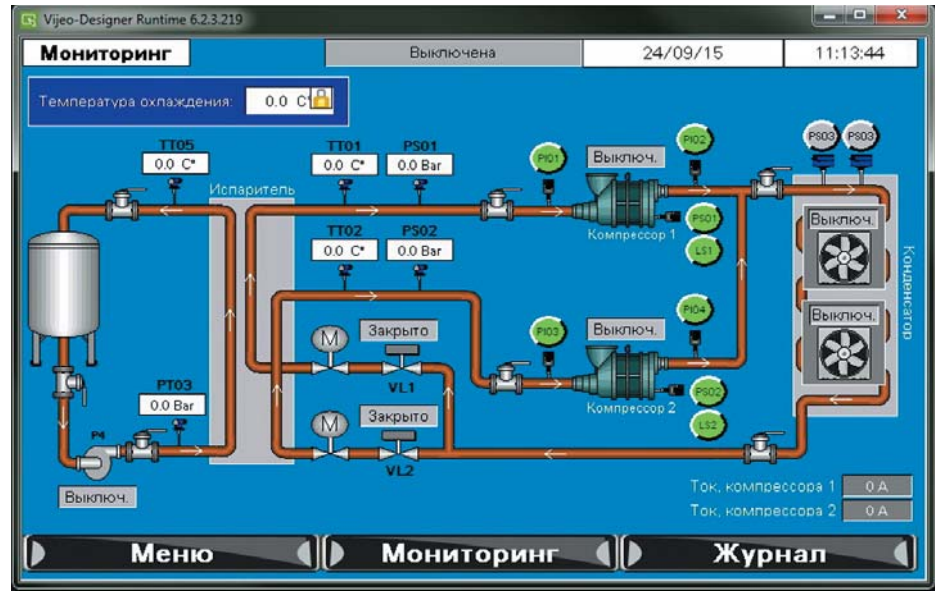 Vijeo-Designer Runtime 6.2.3.219
Мониторинг
Выключена
24/09/15
11:13:44
Температура охлаждения:
0.0 C°
TT05
0.0 C°
TT01
0.0 C°
PS01
0.0 Bar
PI01
Выключ.
PI02
PS03
PS03
Испаритель
Выключ.
Компрессор 1
PS01
LS1
TT02
0.0 C°
PS02
0.0 Bar
Конденсатор
M
Закрыто
VL1
PI03
Выключ.
PI04
Выключ.
PT03
0.0 Bar
Компрессор 2
PS02
LS2
M
Закрыто
VL2
P4
Выключ.
Ток, компрессора 1
0 A
Ток, компрессора 2
0 A
Меню
Мониторинг
Журнал